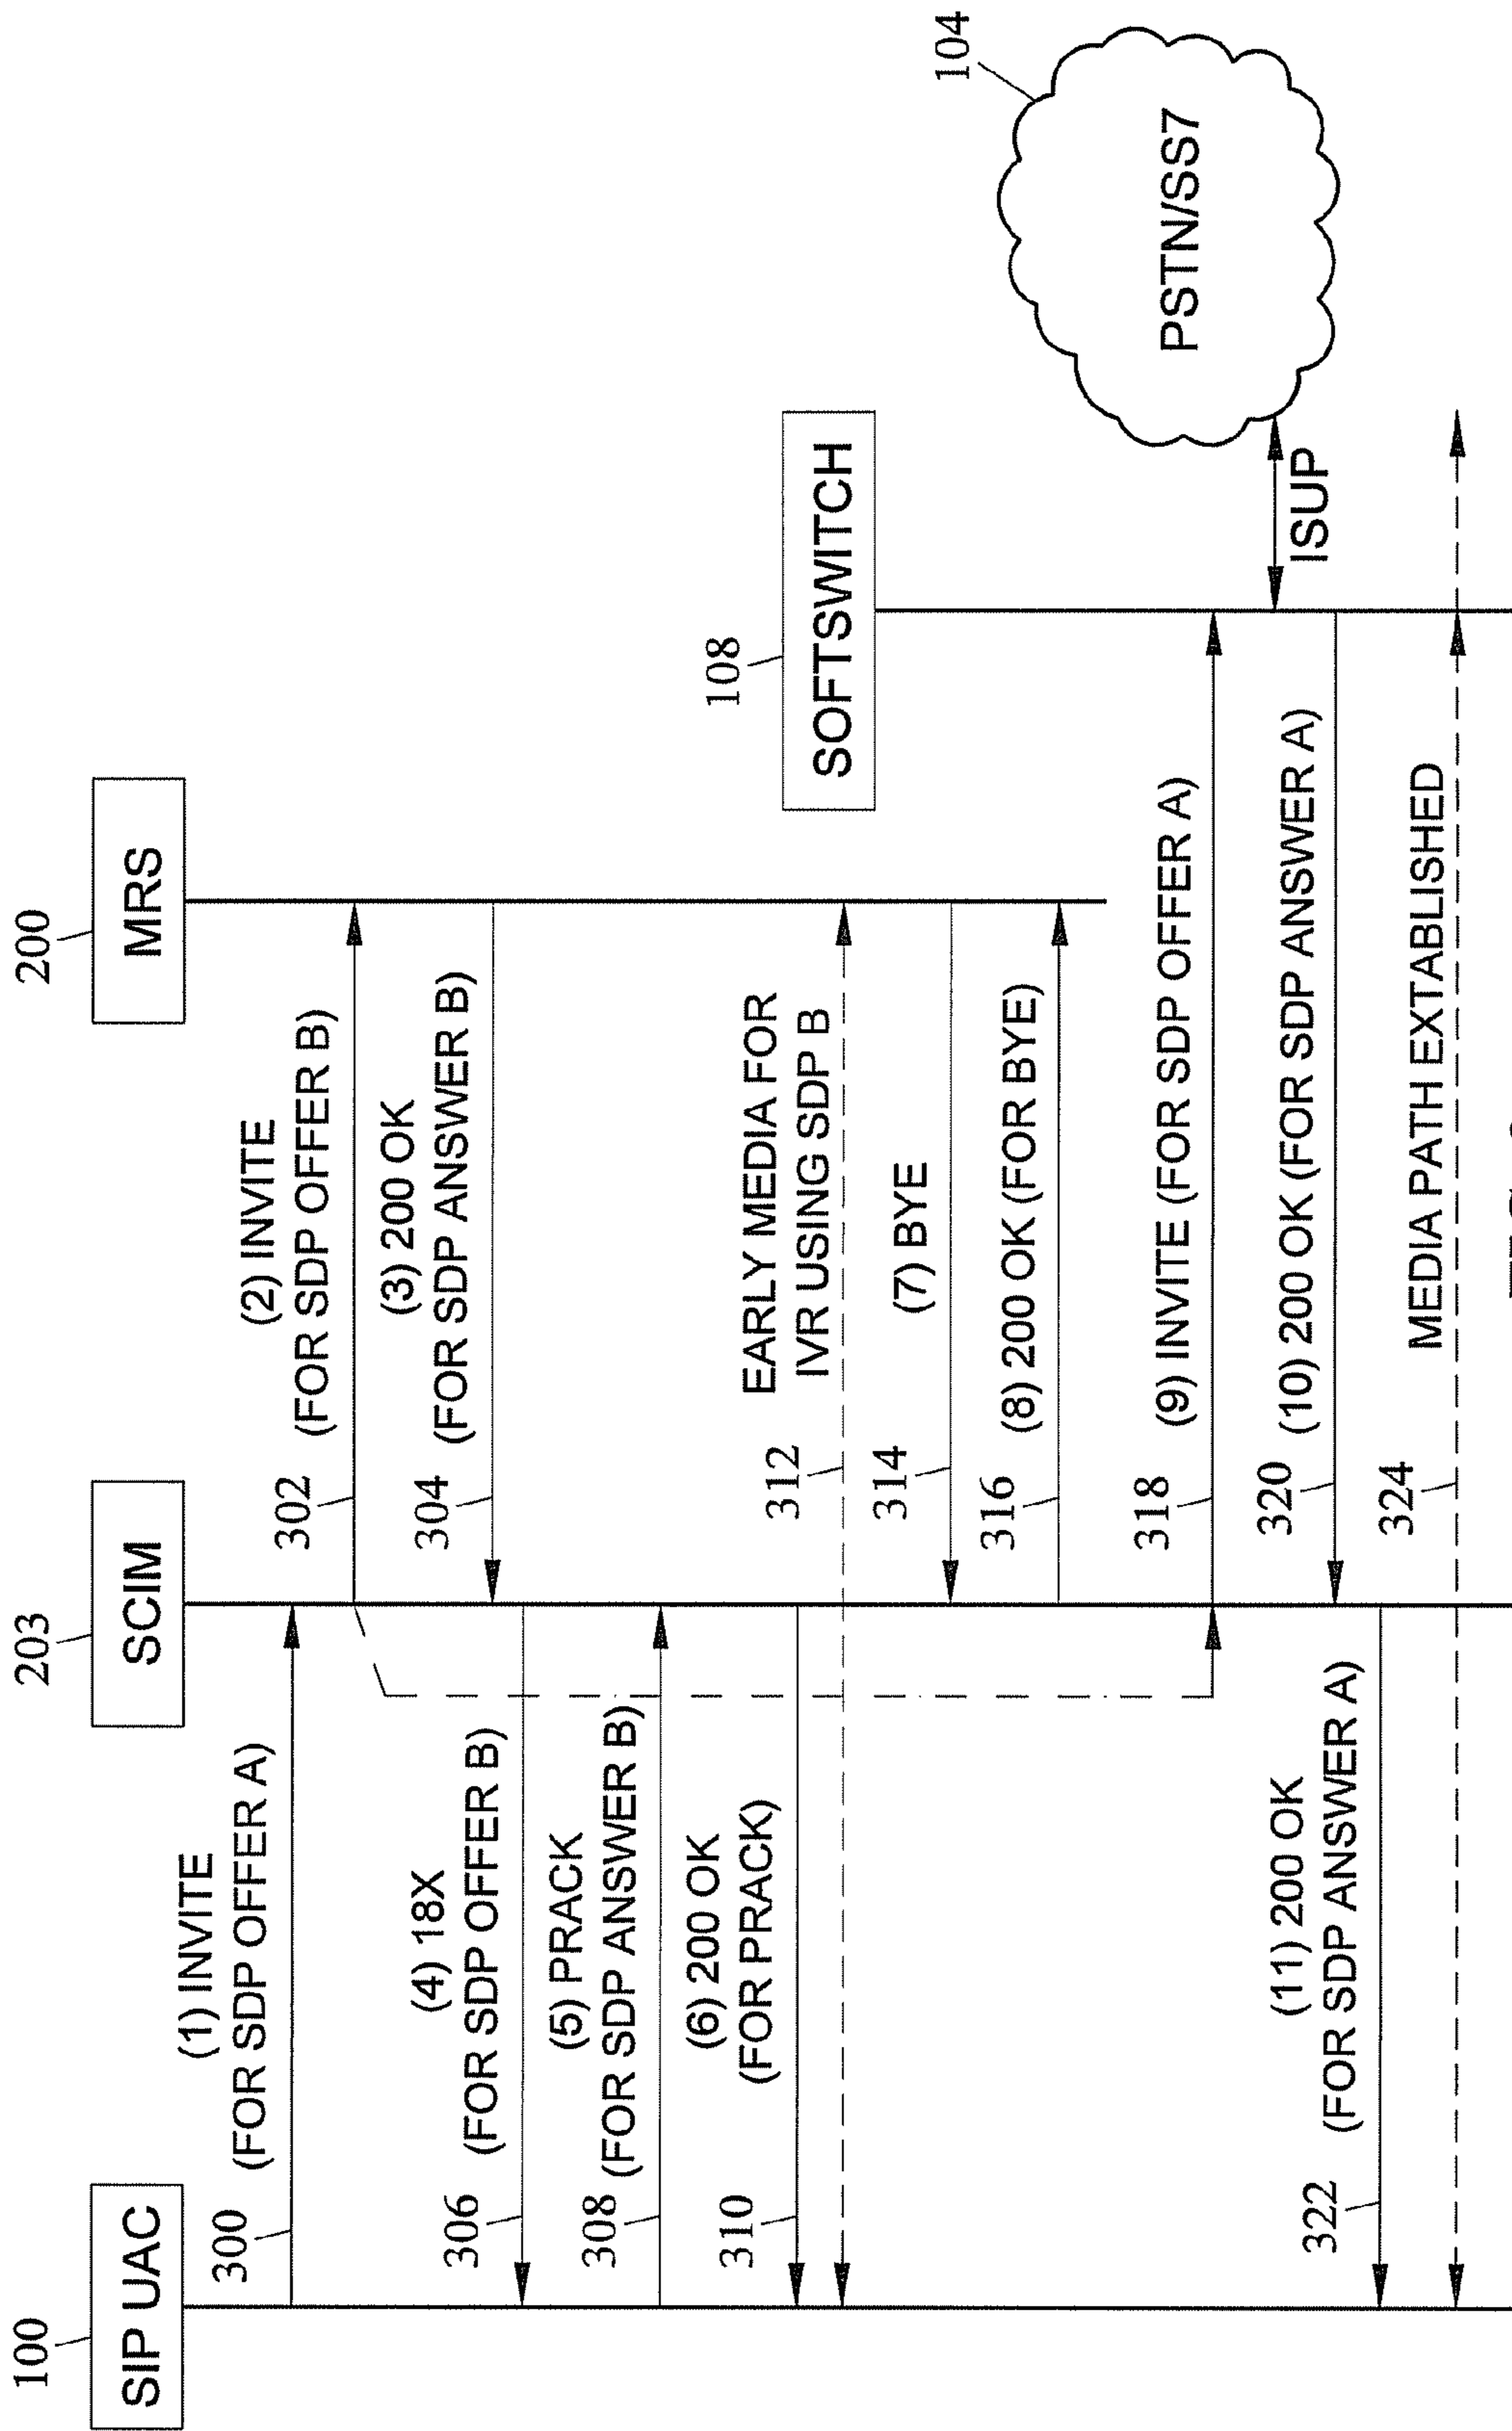 100
SIP UAC
203
SCIM
200
MRS
108
SOFTSWITCH
104
PSTN/SS7
(1) INVITE
(FOR SDP OFFER A)
300
(2) INVITE
(FOR SDP OFFER B)
302
(3) 200 OK
(FOR SDP ANSWER B)
304
(4) 18X
(FOR SDP OFFER B)
306
(5) PRACK
(FOR SDP ANSWER B)
308
(6) 200 OK
(FOR PRACK)
310
EARLY MEDIA FOR
IVR USING SDP B
312
(7) BYE
314
(8) 200 OK (FOR BYE)
316
(9) INVITE (FOR SDP OFFER A)
318
ISUP
(10) 200 OK (FOR SDP ANSWER A)
320
(11) 200 OK
(FOR SDP ANSWER A)
322
MEDIA PATH EXTABLISHED
324